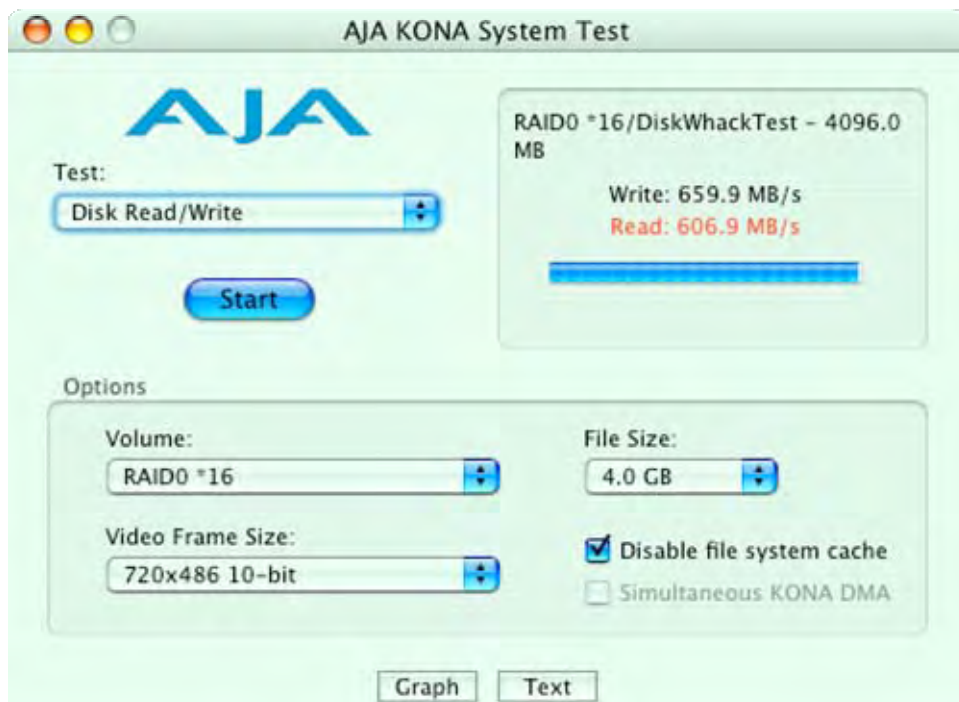 AJA KONA System Test
AJA
Test:
Disk Read/Write
Start
RAID0 *16/DiskWhackTest - 4096.0
MB
Write: 659.9 MB/s
Read: 606.9 MB/s
Options
Volume:
RAID0 *16
Video Frame Size:
720x486 10-bit
File Size:
4.0 GB
Disable file system cache
Simultaneous KONA DMA
Graph
Text